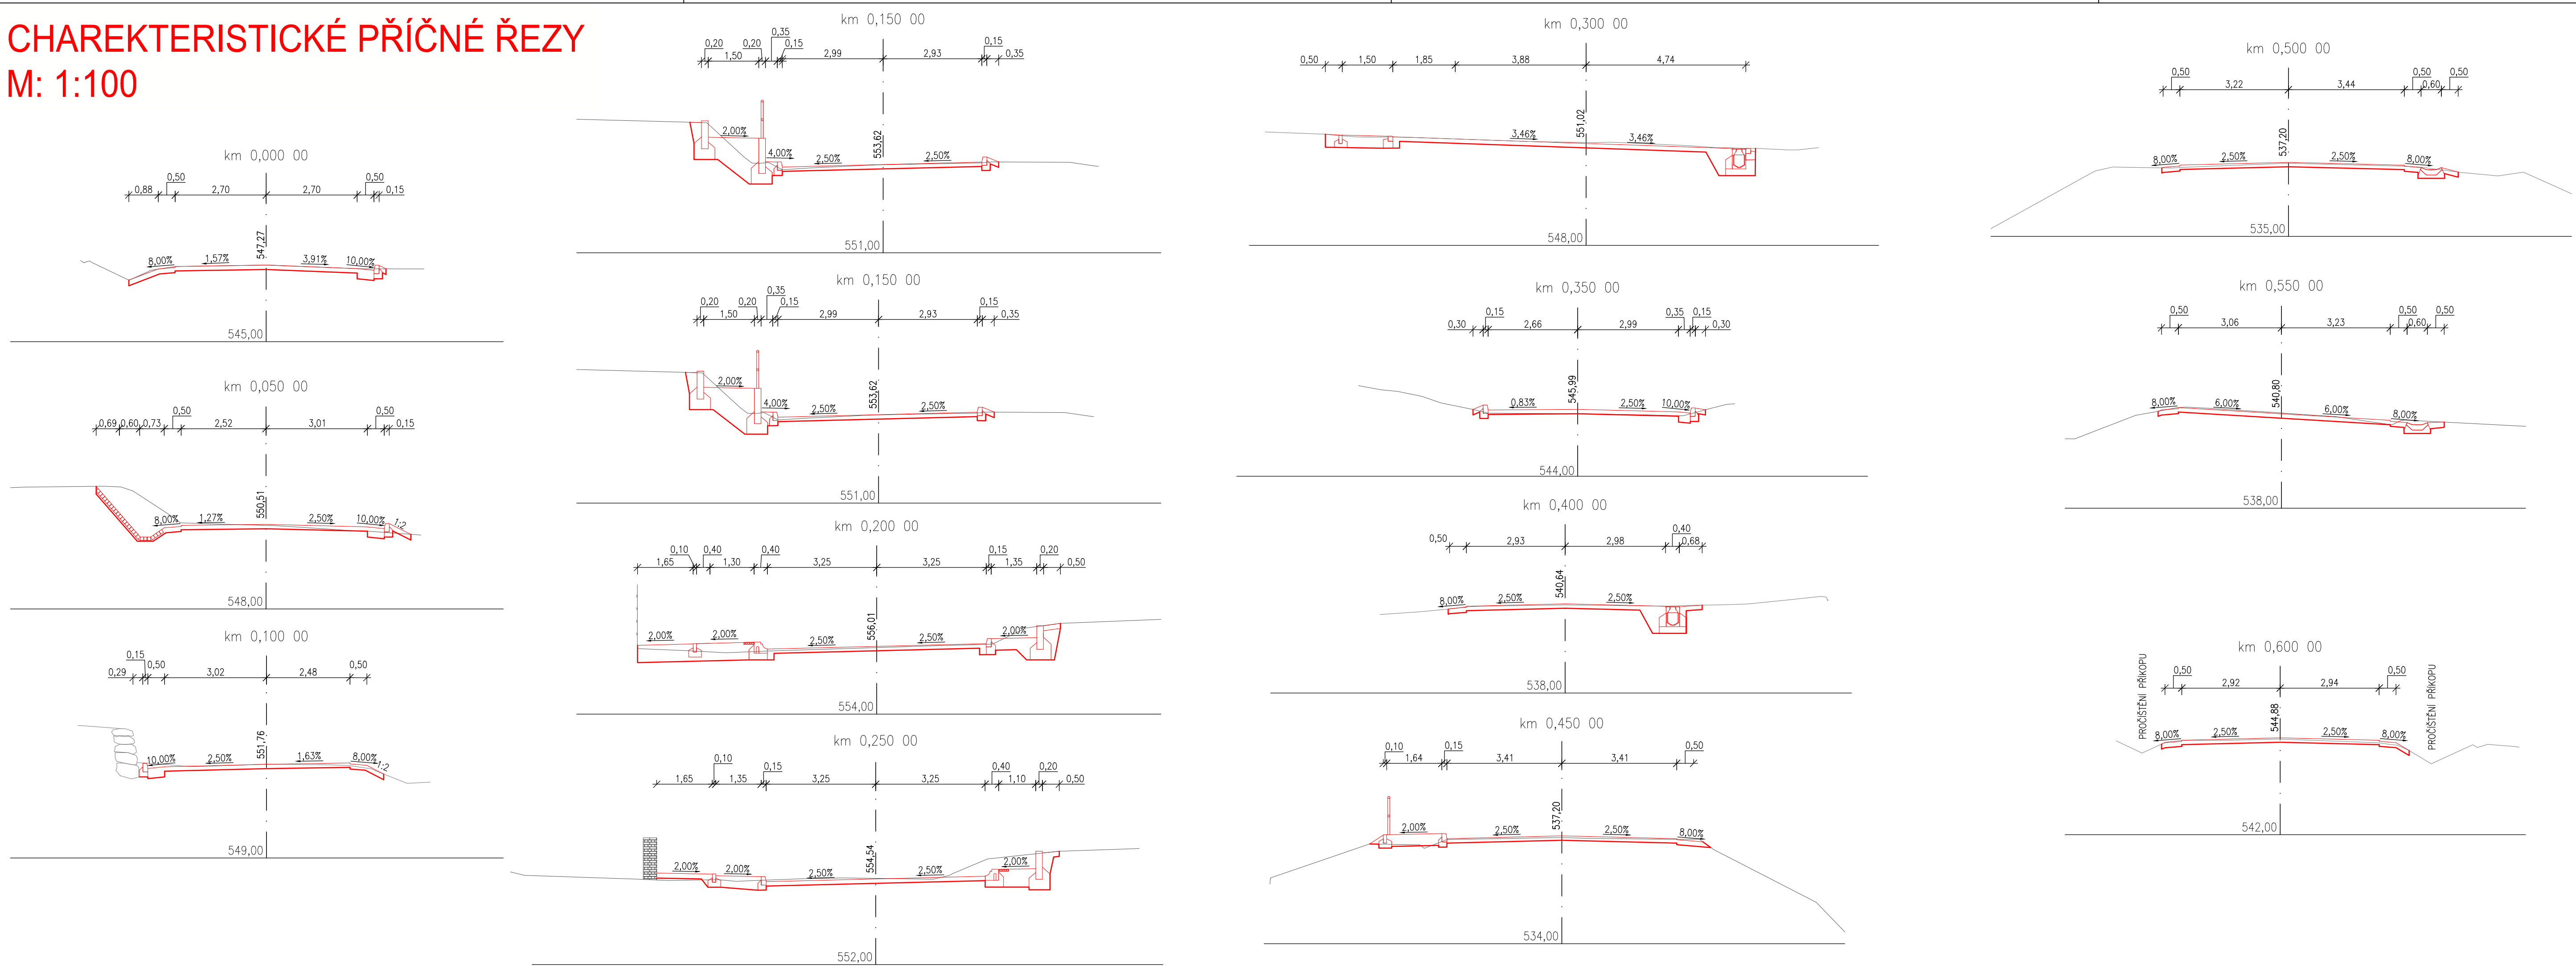 CHAREKTERISTICKÉ PŘÍČNÉ ŘEZY
M: 1:100
km 0,000 00
0,88 0,50 2,70 2,70 0,50 0,15
8,00% 1,57% 547,27 3,91% 10,00%
545,00
km 0,050 00
0,69 0,60 0,73 0,50 2,52 3,01 0,50 0,15
8,00% 1,27% 550,51 2,50% 10,00% 1:2
548,00
km 0,100 00
0,29 0,15 0,50 3,02 2,48 0,50
10,00% 2,50% 551,76 1,63% 8,00% 1:2
549,00
km 0,150 00
0,20 1,50 0,20 0,35 0,15 2,99 2,93 0,15 0,35
2,00% 4,00% 2,50% 553,62 2,50%
551,00
km 0,150 00
0,20 1,50 0,20 0,35 0,15 2,99 2,93 0,15 0,35
2,00% 4,00% 2,50% 553,62 2,50%
551,00
km 0,200 00
1,65 0,10 0,40 1,30 0,40 3,25 3,25 0,15 1,35 0,20 0,50
2,00% 2,00% 2,50% 556,01 2,50% 2,00%
554,00
km 0,250 00
1,65 0,10 1,35 0,15 3,25 3,25 0,40 1,10 0,20 0,50
2,00% 2,00% 2,50% 554,54 2,50% 2,00%
552,00
km 0,300 00
0,50 1,50 1,85 3,88 4,74
3,46% 551,02 3,46%
548,00
km 0,350 00
0,30 0,15 2,66 2,99 0,35 0,15 0,30
0,83% 545,99 2,50% 10,00%
544,00
km 0,400 00
0,50 2,93 2,98 0,40 0,68
8,00% 2,50% 540,64 2,50%
538,00
km 0,450 00
0,10 1,64 0,15 3,41 3,41 0,50
2,00% 2,50% 537,20 2,50% 8,00%
534,00
km 0,500 00
0,50 3,22 3,44 0,50 0,60 0,50
8,00% 2,50% 537,20 2,50% 8,00%
535,00
km 0,550 00
0,50 3,06 3,23 0,50 0,60 0,50
8,00% 6,00% 540,80 6,00% 8,00%
538,00
km 0,600 00
0,50 2,92 2,94 0,50
PROČIŠTĚNÍ PŘÍKOPU
8,00% 2,50% 544,88 2,50% 8,00%
PROČIŠTĚNÍ PŘÍKOPU
542,00